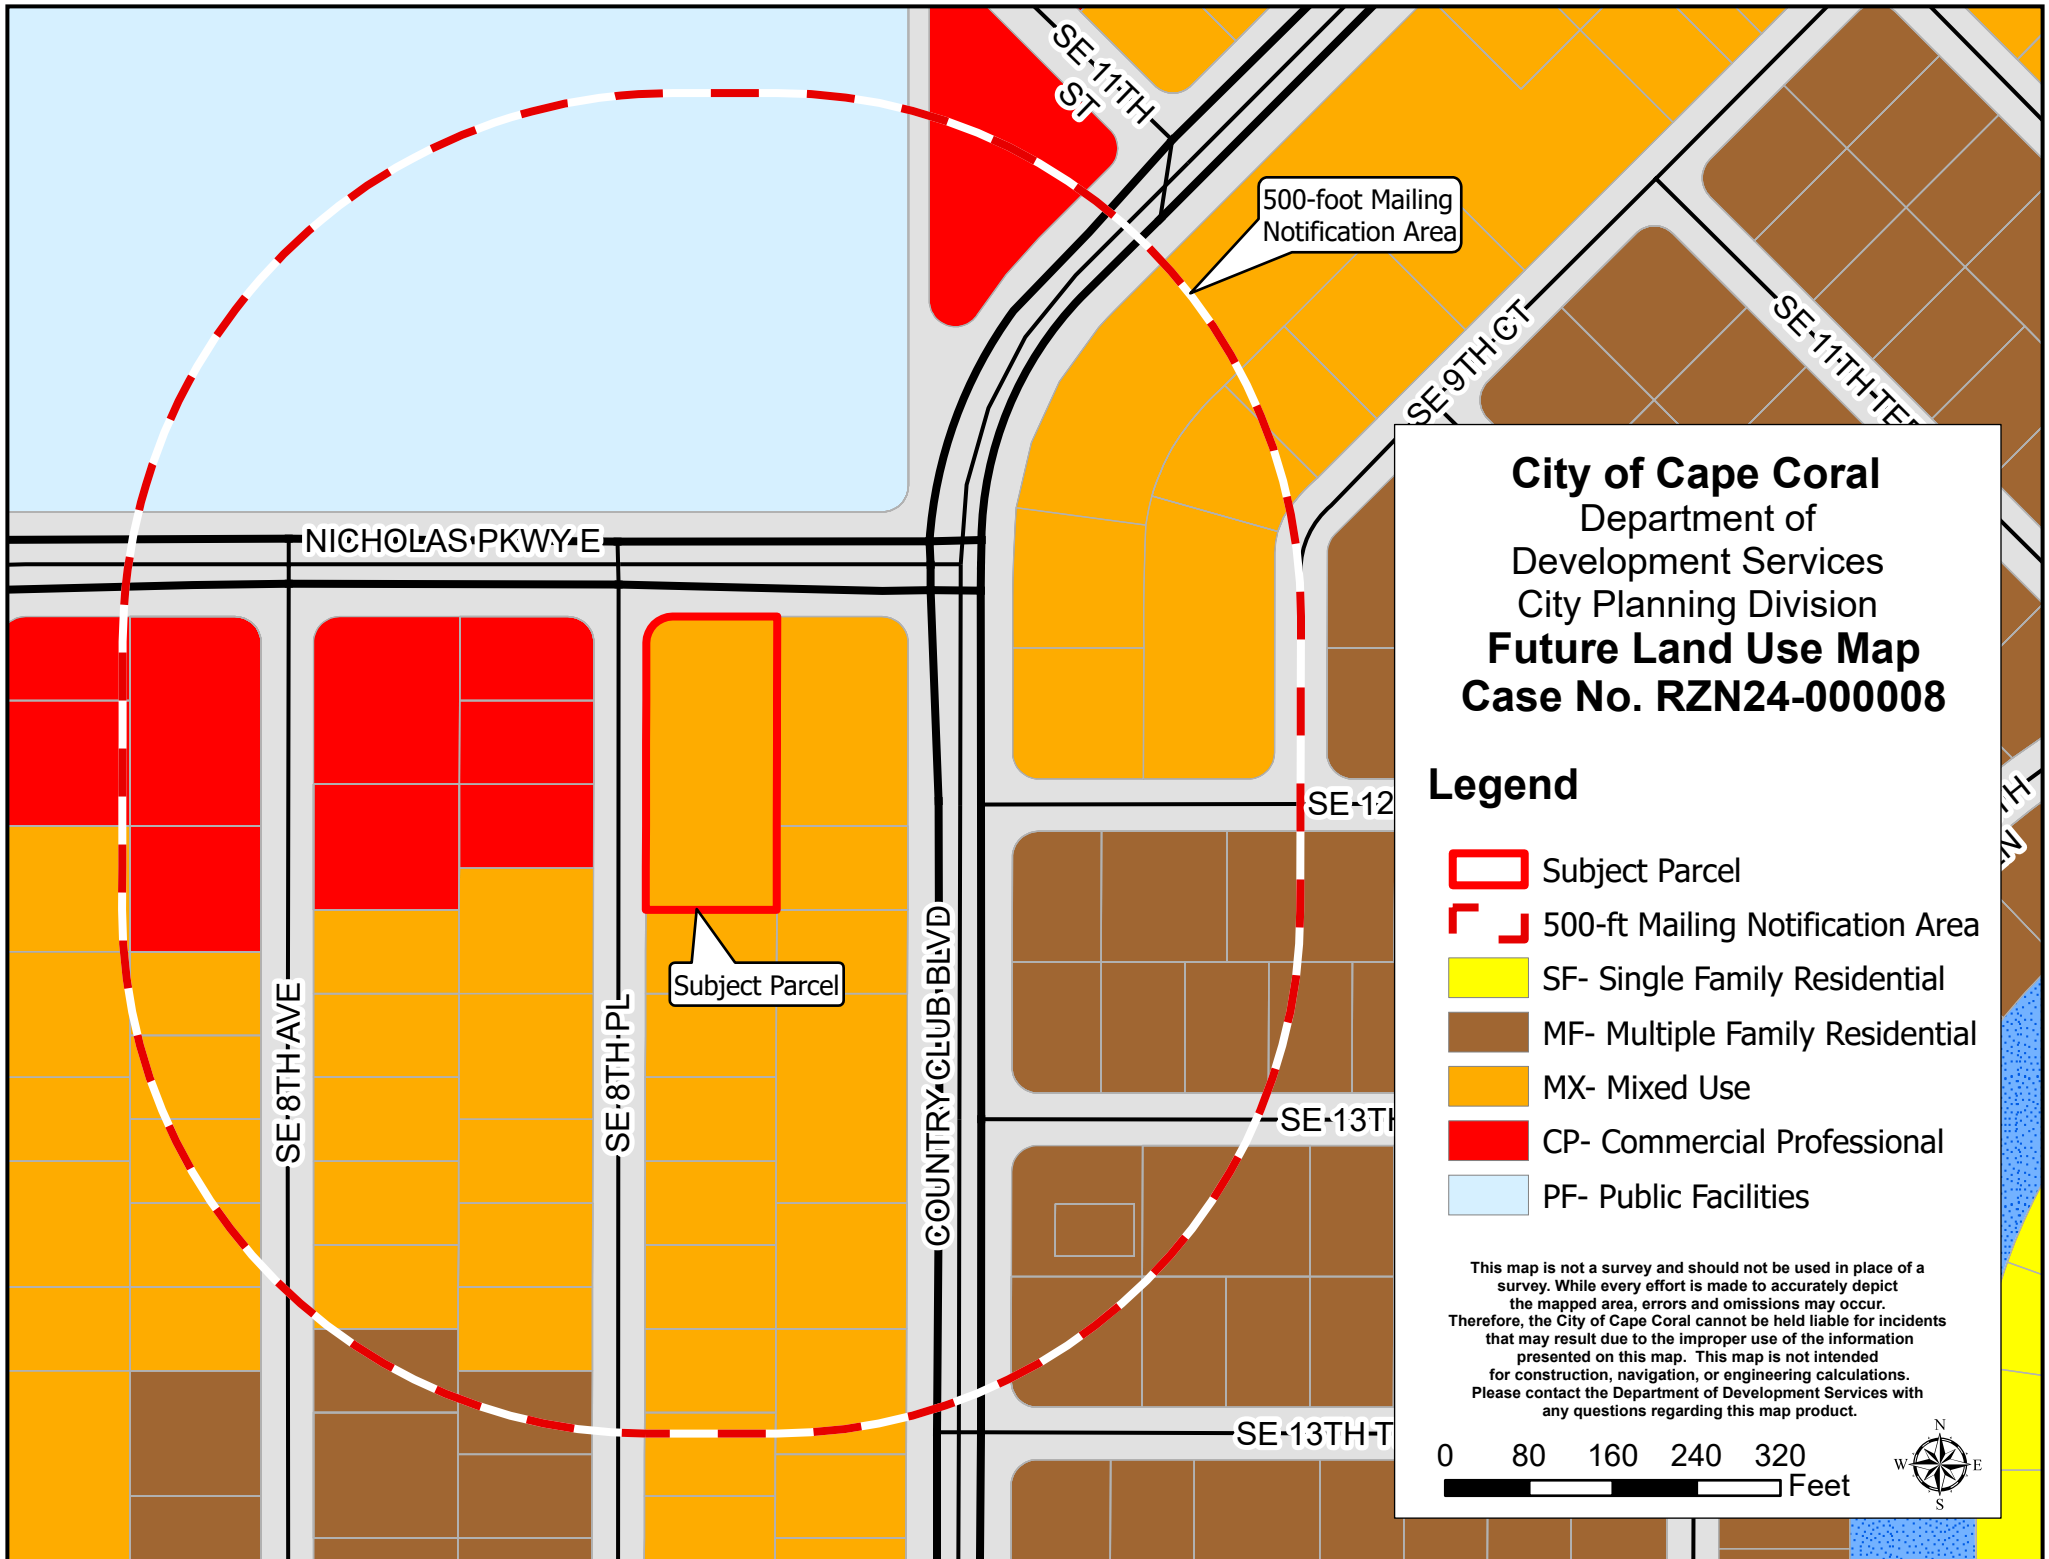 SE 11TH
ST
500-foot Mailing
Notification Area
SE 9TH CT
SE 11TH TER
NICHOLAS PKWY E
SE 12
SE 8TH AVE
SE 8TH PL
Subject Parcel
COUNTRY CLUB BLVD
SE 13TH
SE 13TH T
TH
City of Cape Coral
Department of
Development Services
City Planning Division
Future Land Use Map
Case No. RZN24-000008
Legend
Subject Parcel
500-ft Mailing Notification Area
SF- Single Family Residential
MF- Multiple Family Residential
MX- Mixed Use
CP- Commercial Professional
PF- Public Facilities
This map is not a survey and should not be used in place of a
survey. While every effort is made to accurately depict
the mapped area, errors and omissions may occur.
Therefore, the City of Cape Coral cannot be held liable for incidents
that may result due to the improper use of the information
presented on this map. This map is not intended
for construction, navigation, or engineering calculations.
Please contact the Department of Development Services with
any questions regarding this map product.
0 80 160 240 320
Feet
N
W E
S